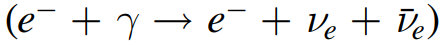 (e⁻ + γ → e⁻ + νₑ + ν̄ₑ)